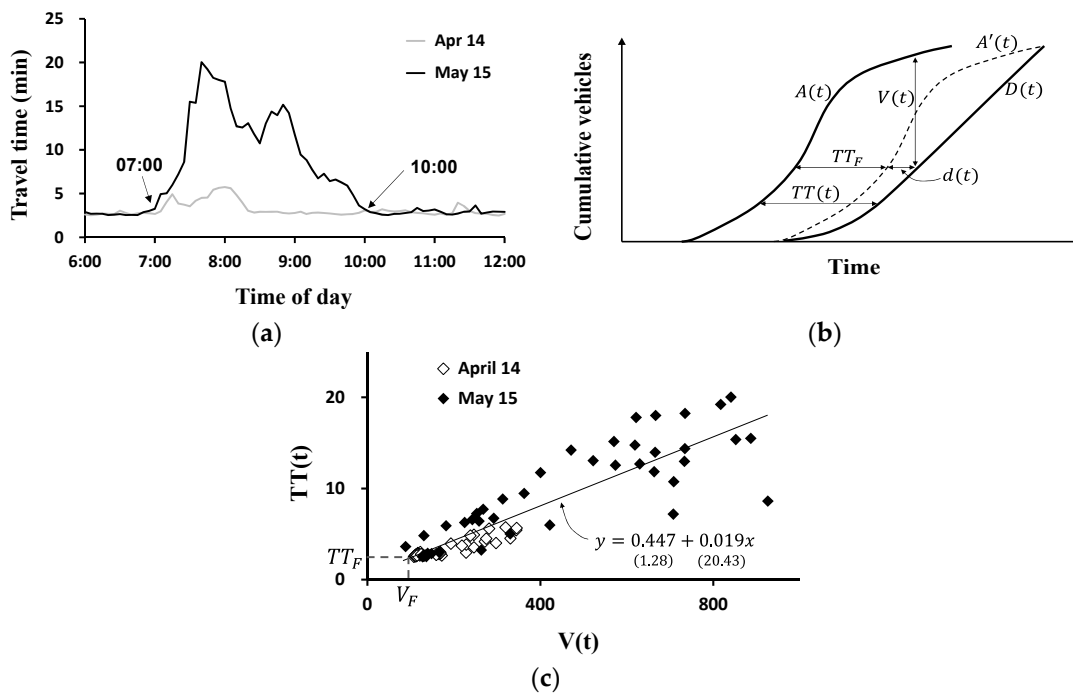 Travel time (min)
25
20
15
10
5
0
Apr 14
May 15
07:00
10:00
6:00 7:00 8:00 9:00 10:00 11:00 12:00
Time of day
(a)
Cumulative vehicles
A(t)
A′(t)
V(t)
D(t)
TT_F
d(t)
TT(t)
Time
(b)
TT(t)
20
10
0
April 14
May 15
TT_F
V_F
y = 0.447 + 0.019x
(1.28) (20.43)
0 400 800
V(t)
(c)